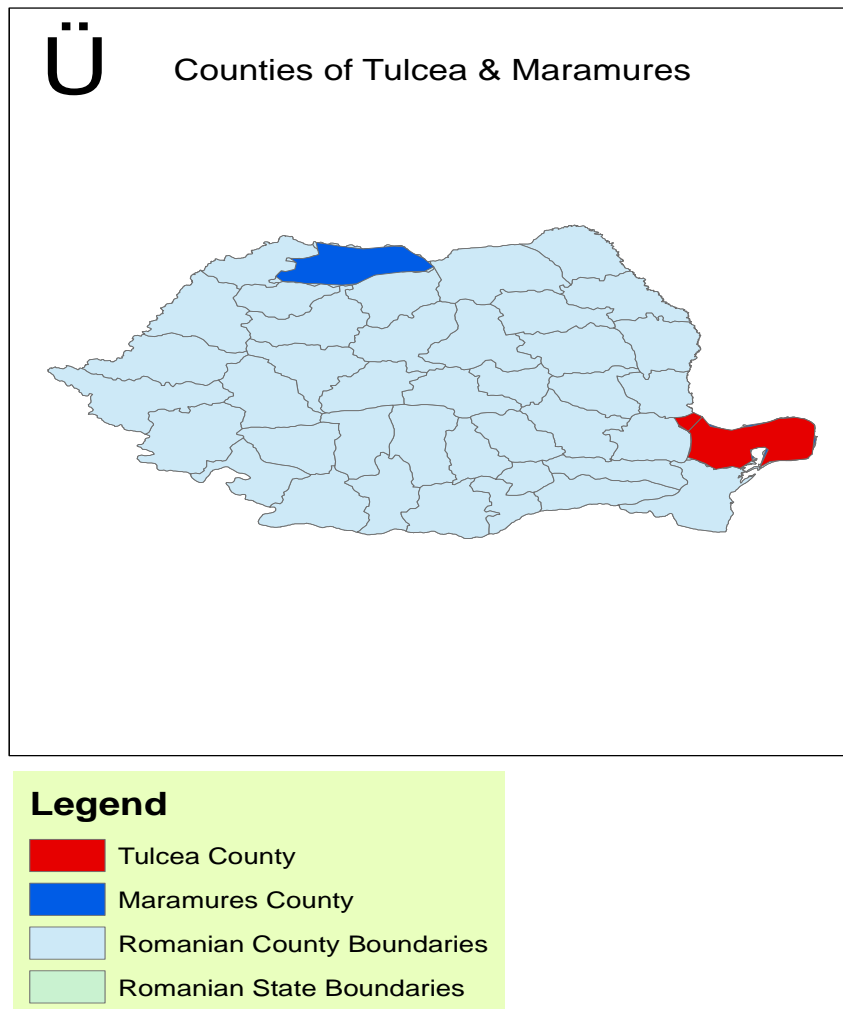 Ü
Counties of Tulcea & Maramures
Legend
Tulcea County
Maramures County
Romanian County Boundaries
Romanian State Boundaries